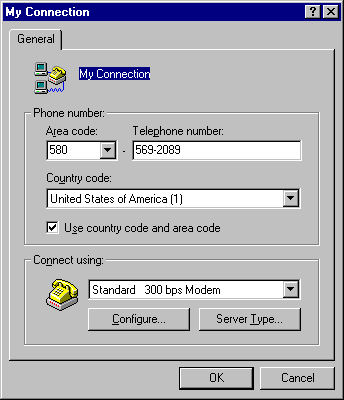 My Connection
General
My Connection
Phone number:
Area code: Telephone number:
580 - 569-2089
Country code:
United States of America (1)
Use country code and area code
Connect using:
Standard 300 bps Modem
Configure... Server Type...
OK Cancel